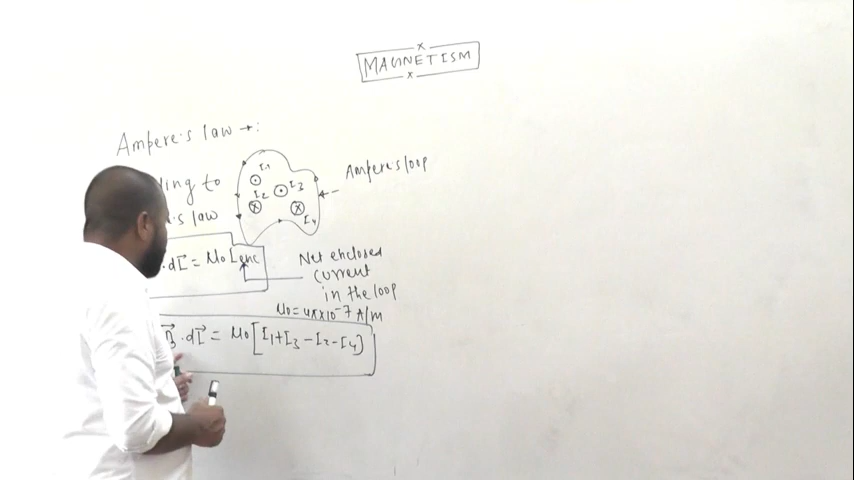 MAGNETISM
Ampere's law →:
I1
I2
I3
I4
Ampere's loop
ding to
's law
.dl⃗ = μ0 Ienc
Net enclosed
current
in the loop
μ0 = 4π×10⁻⁷ A/m
B⃗.dl⃗ = μ0[I1+I3-I2-I4]